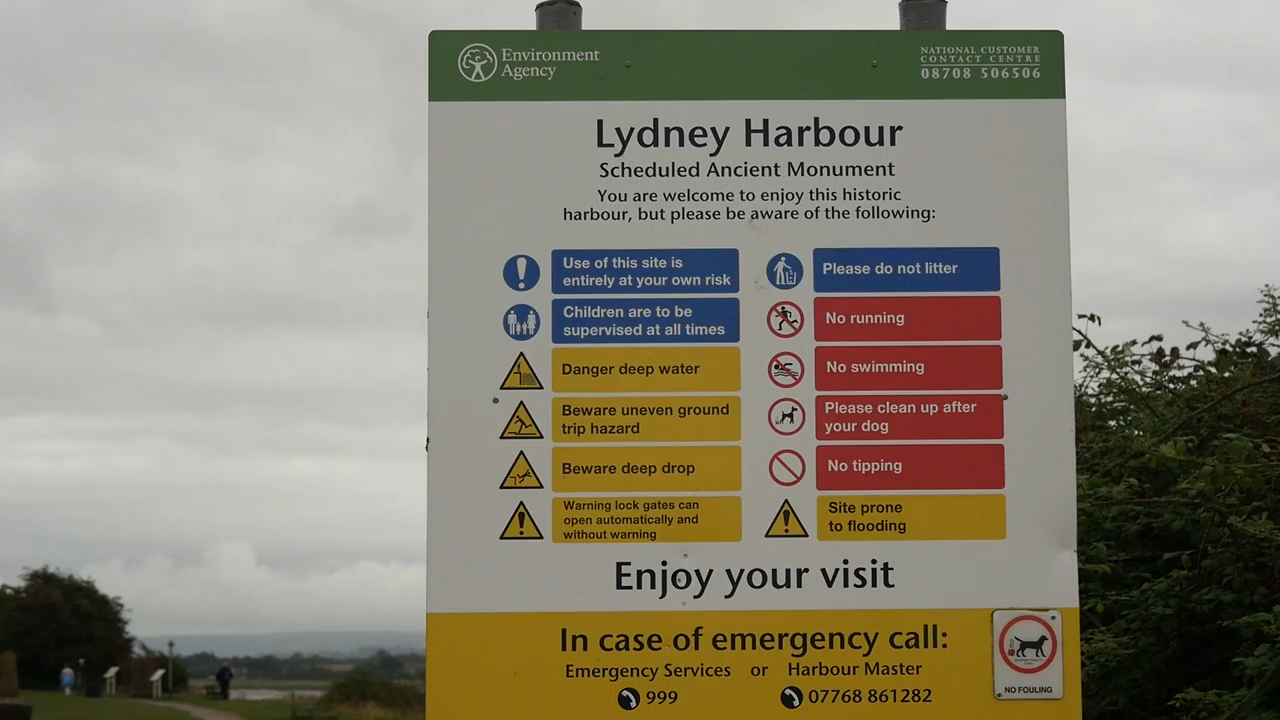 Environment
Agency
NATIONAL CUSTOMER
CONTACT CENTRE
08708 506506
Lydney Harbour
Scheduled Ancient Monument
You are welcome to enjoy this historic
harbour, but please be aware of the following:
Use of this site is
entirely at your own risk
Children are to be
supervised at all times
Danger deep water
Beware uneven ground
trip hazard
Beware deep drop
Warning lock gates can
open automatically and
without warning
Please do not litter
No running
No swimming
Please clean up after
your dog
No tipping
Site prone
to flooding
Enjoy your visit
In case of emergency call:
Emergency Services or Harbour Master
999 07768 861282
NO FOULING